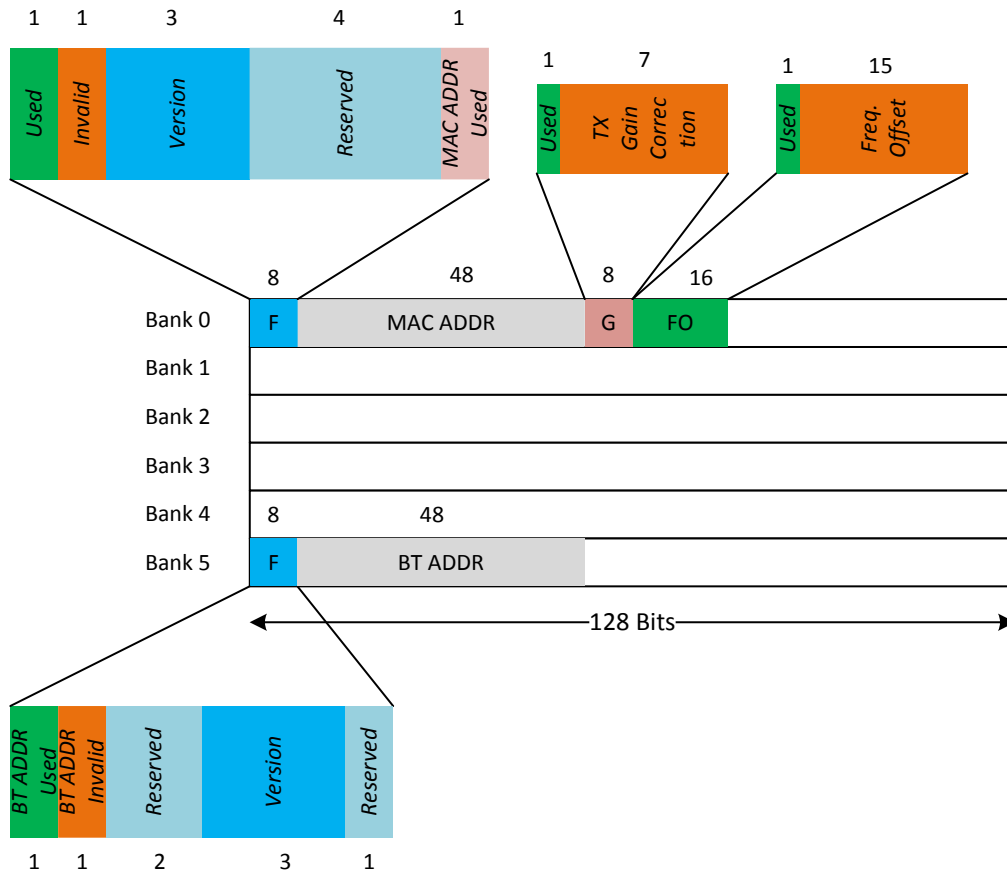 1 1 3 4 1
Used
Invalid
Version
Reserved
MAC ADDR
Used
1 7
Used
TX
Gain
Correc
tion
1 15
Used
Freq.
Offset
8 48 8 16
Bank 0 F MAC ADDR G FO
Bank 1
Bank 2
Bank 3
Bank 4 8 48
Bank 5 F BT ADDR
128 Bits
BT ADDR
Used
BT ADDR
Invalid
Reserved
Version
Reserved
1 1 2 3 1